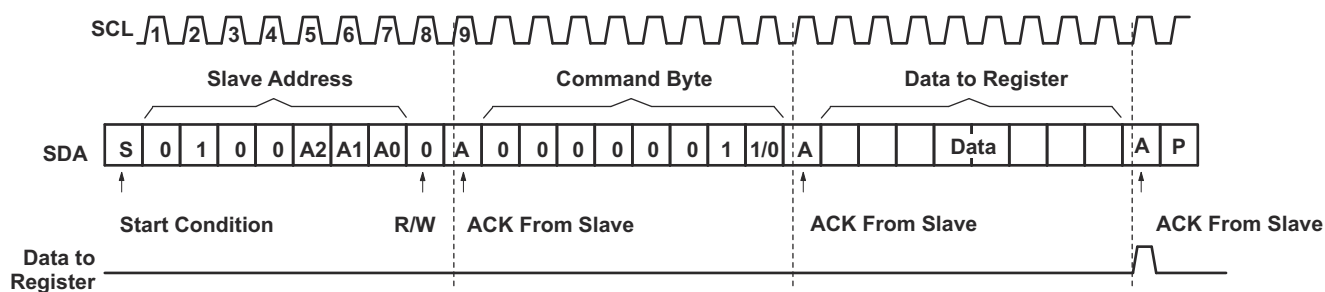 SCL 1 2 3 4 5 6 7 8 9
Slave Address Command Byte Data to Register
SDA S 0 1 0 0 A2 A1 A0 0 A 0 0 0 0 0 0 1 1/0 A Data A P
Start Condition R/W ACK From Slave ACK From Slave ACK From Slave
Data to
Register